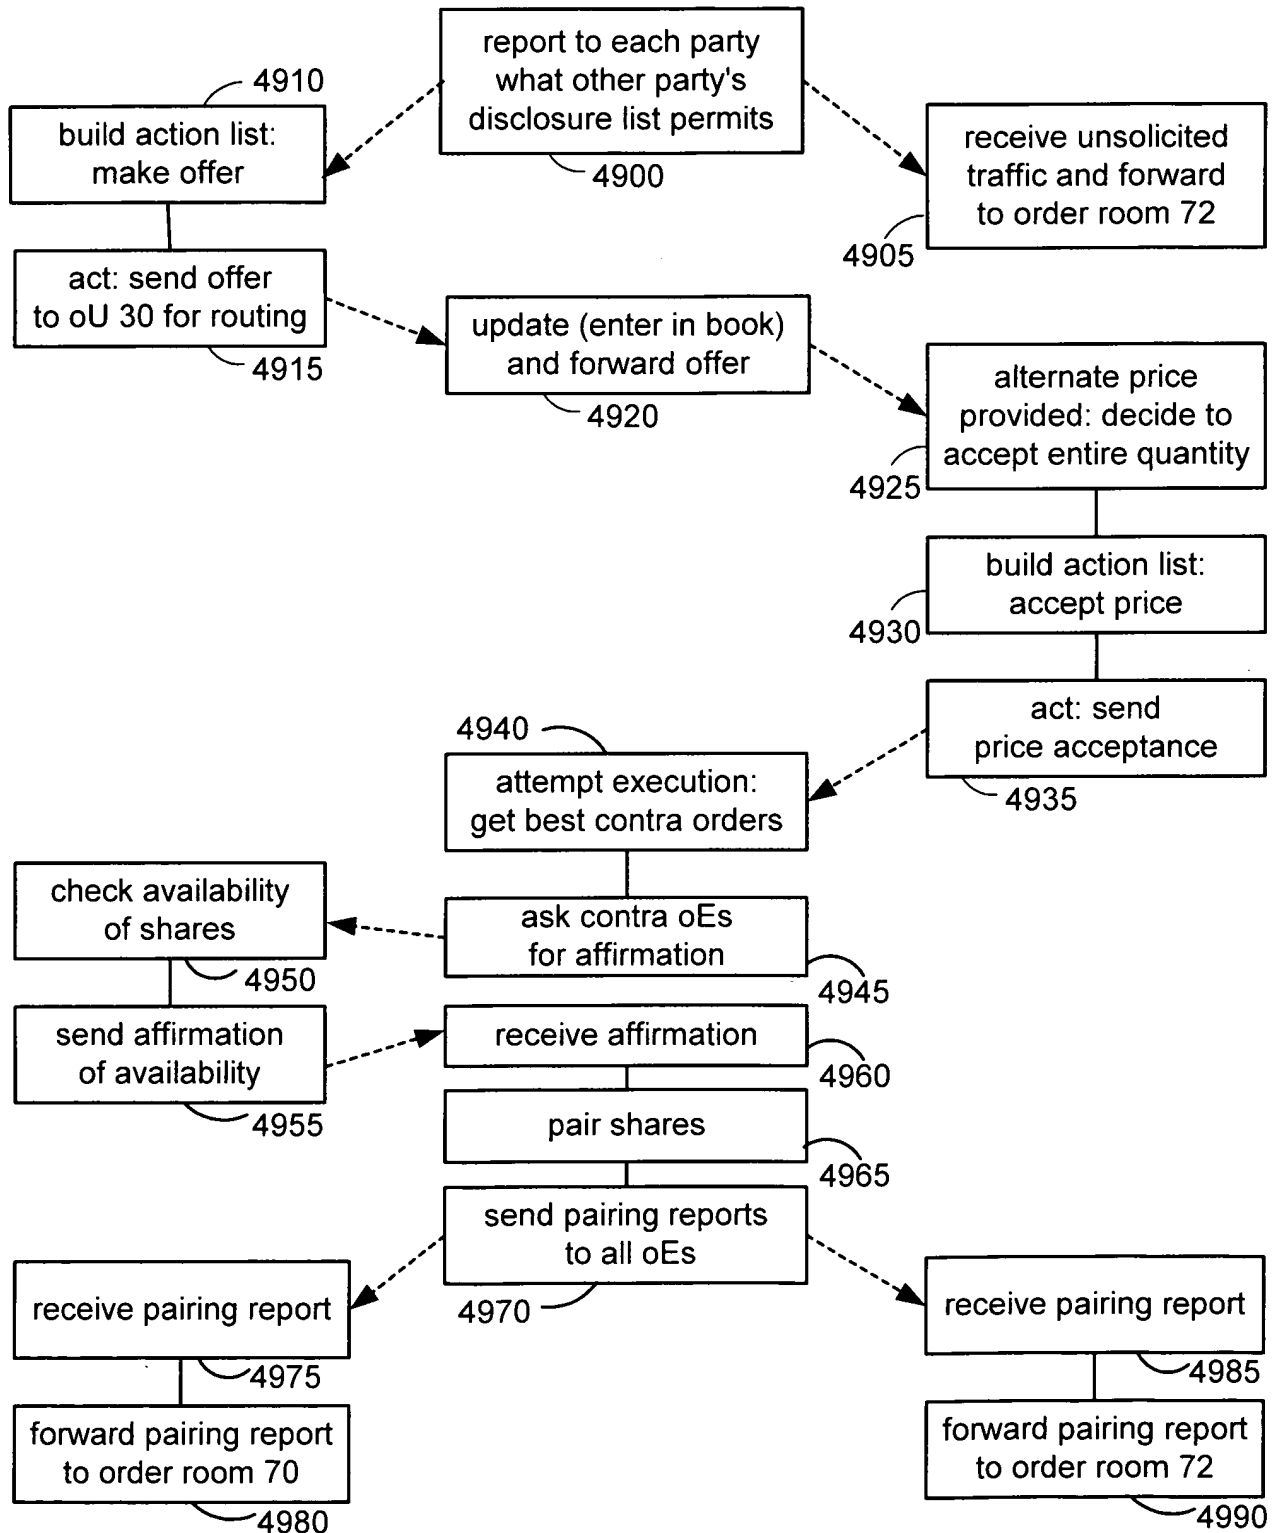 report to each party
what other party's
disclosure list permits
4900
4910
build action list:
make offer
receive unsolicited
traffic and forward
to order room 72
4905
act: send offer
to oU 30 for routing
4915
update (enter in book)
and forward offer
4920
alternate price
provided: decide to
accept entire quantity
4925
build action list:
accept price
4930
act: send
price acceptance
4935
4940
attempt execution:
get best contra orders
ask contra oEs
for affirmation
4945
check availability
of shares
4950
send affirmation
of availability
4955
receive affirmation
4960
pair shares
4965
send pairing reports
to all oEs
4970
receive pairing report
4975
forward pairing report
to order room 70
4980
receive pairing report
4985
forward pairing report
to order room 72
4990